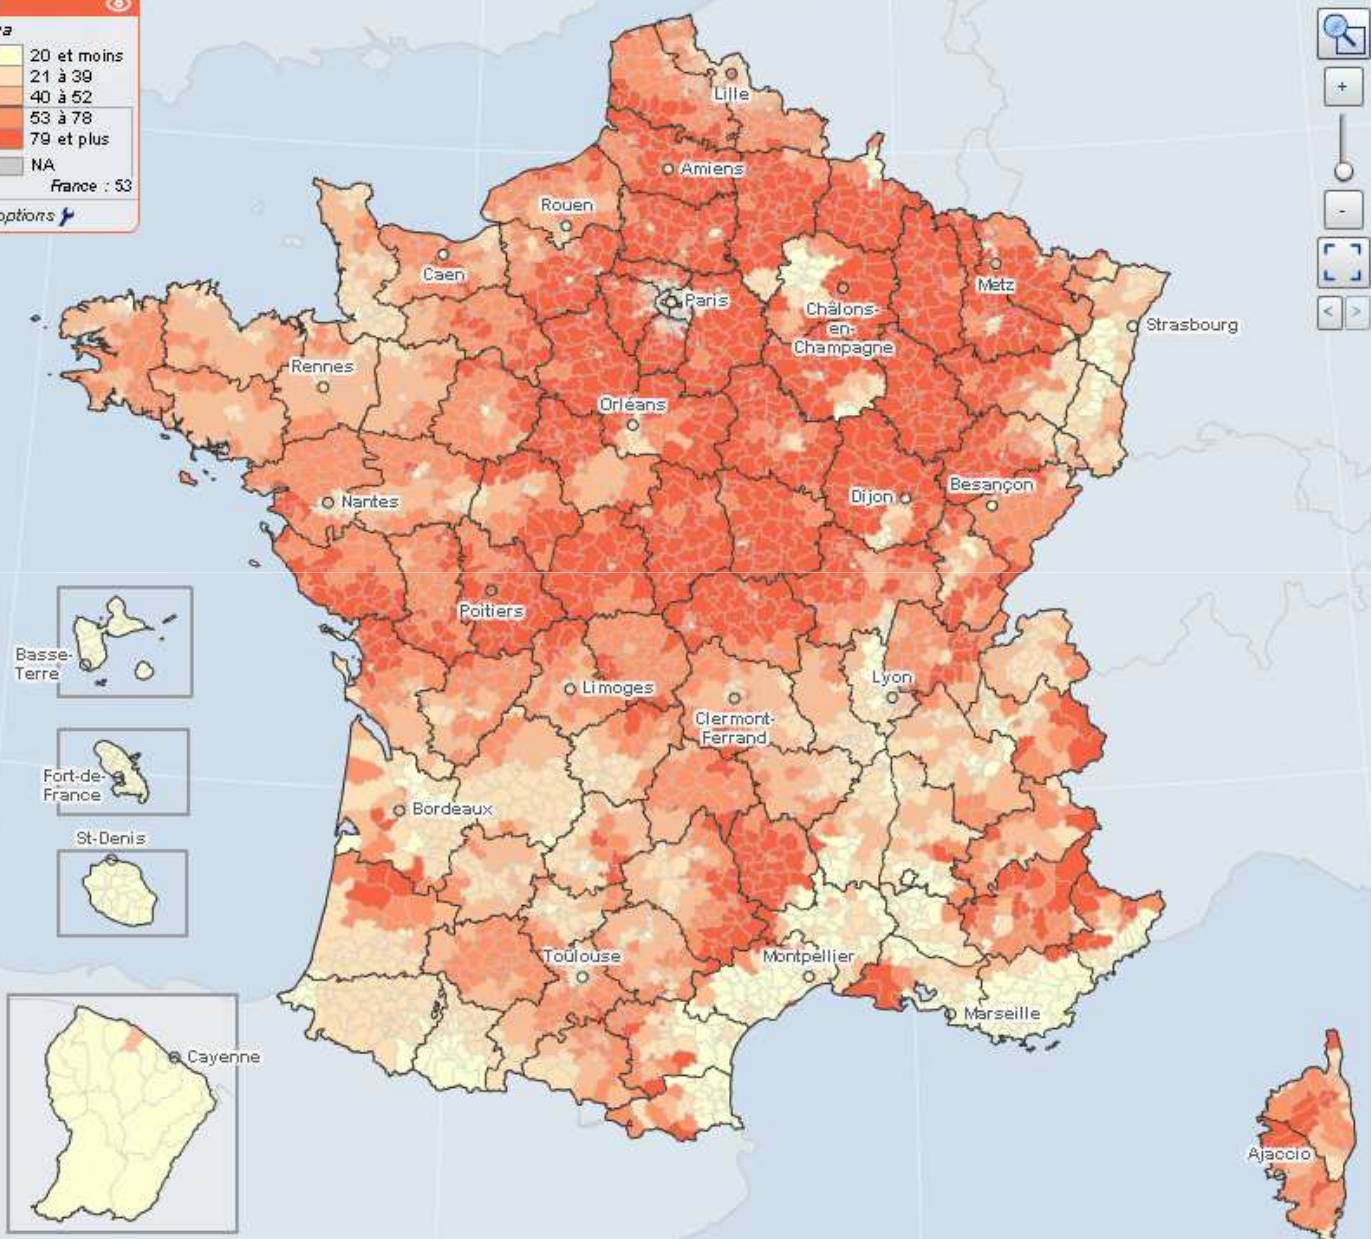 20 et moins
21 à 39
40 à 52
53 à 78
79 et plus
NA
France : 53
options
+
-
<
>
Lille
Amiens
Rouen
Caen
Paris
Metz
Châlons-
en-
Champagne
Strasbourg
Rennes
Orléans
Nantes
Dijon
Besançon
Poitiers
Basse-
Terre
Limoges
Lyon
Clermont-
Ferrand
Fort-de-
France
Bordeaux
St-Denis
Toulouse
Montpellier
Marseille
Cayenne
Ajaccio